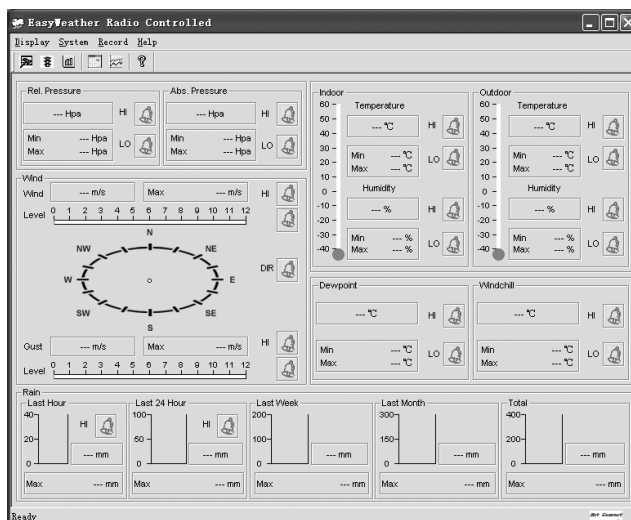 EasyWeather Radio Controlled
Display System Record Help
Rel. Pressure
--- Hpa
HI
Min --- Hpa
Max --- Hpa
LO
Abs. Pressure
--- Hpa
HI
Min --- Hpa
Max --- Hpa
LO
Wind
Wind --- m/s Max --- m/s HI
Level 0 1 2 3 4 5 6 7 8 9 10 11 12
N
NW NE
W E
SW SE
S
DIR
Gust --- m/s Max --- m/s HI
0 1 2 3 4 5 6 7 8 9 10 11 12
Level
Indoor
60
50
40
30
20
10
0
-10
-20
-30
-40
Temperature
--- ℃
HI
Min --- ℃
Max --- ℃
LO
Humidity
--- %
HI
Min --- %
Max --- %
LO
Outdoor
60
50
40
30
20
10
0
-10
-20
-30
-40
Temperature
--- ℃
HI
Min --- ℃
Max --- ℃
LO
Humidity
--- %
HI
Min --- %
Max --- %
LO
Dewpoint
--- ℃
HI
Min --- ℃
Max --- ℃
LO
Windchill
--- ℃
HI
Min --- ℃
Max --- ℃
LO
Rain
Last Hour
40
20
0
HI
--- mm
Max --- mm
Last 24 Hour
100
50
0
HI
--- mm
Max --- mm
Last Week
200
100
0
--- mm
Max --- mm
Last Month
300
150
0
--- mm
Max --- mm
Total
400
200
0
--- mm
Max --- mm
Ready